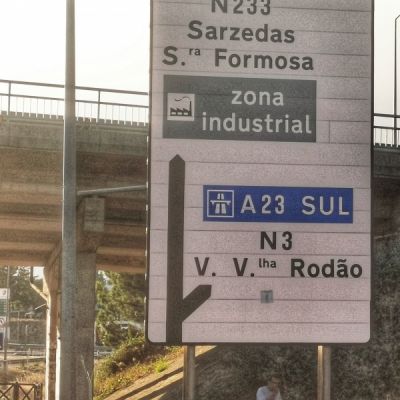 N233
Sarzedas
S.ra Formosa
zona
industrial
A23 SUL
N3
V. V.lha Rodão